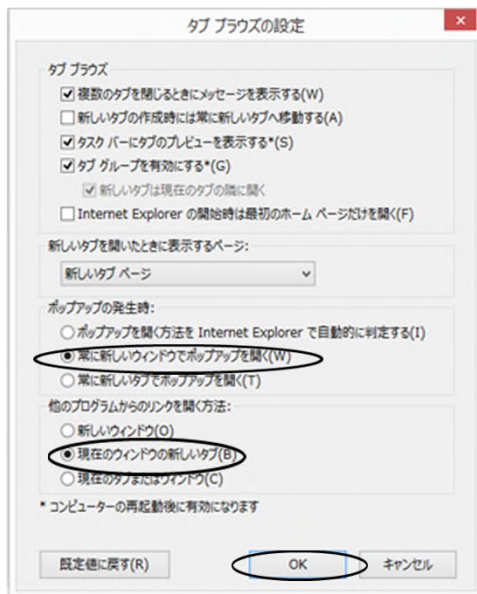 タブ ブラウズの設定
タブ ブラウズ
複数のタブを閉じるときにメッセージを表示する(W)
新しいタブの作成時には常に新しいタブへ移動する(A)
タスク バーにタブのプレビューを表示する*(S)
タブ グループを有効にする*(G)
新しいタブは現在のタブの隣に開く
Internet Explorer の開始時は最初のホーム ページだけを開く(F)
新しいタブを開いたときに表示するページ:
新しいタブ ページ
ポップアップの発生時:
ポップアップを開く方法を Internet Explorer で自動的に判定する(I)
常に新しいウィンドウでポップアップを開く(W)
常に新しいタブでポップアップを開く(T)
他のプログラムからのリンクを開く方法:
新しいウィンドウ(O)
現在のウィンドウの新しいタブ(B)
現在のタブまたはウィンドウ(C)
* コンピューターの再起動後に有効になります
既定値に戻す(R) OK キャンセル